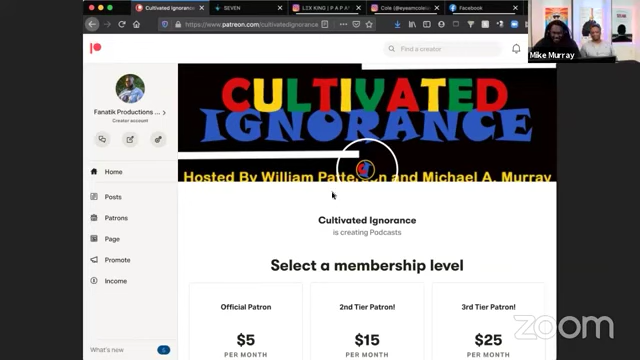 Cultivated Ignorance
SEVEN
Cole (@
Facebook
https://www.patreon.com/cultivatedignorance
Find a creator
Mike Murray
CULTIVATED
IGNORANCE
Hosted By William Patterson and Michael A. Murray
Fanatik Productions ...
Creator account
Home
Posts
Patrons
Page
Promote
Income
What's new
Cultivated Ignorance
is creating Podcasts
Select a membership level
Official Patron
2nd Tier Patron!
3rd Tier Patron!
$5
$15
$25
PER MONTH
PER MONTH
PER MONTH
zoom